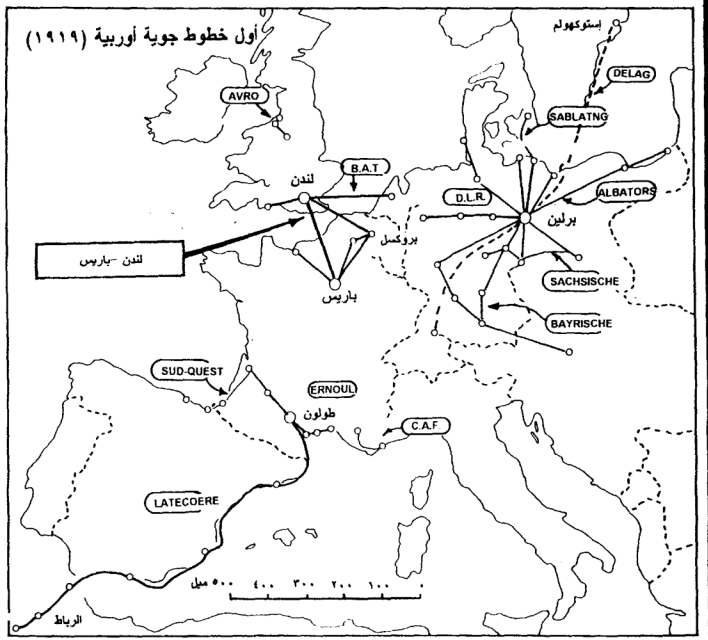 أول خطوط جوية أوربية (١٩١٩)
إستوكهولم
DELAG
AVRO
SABLATNG
B.A.T
لندن
D.L.R.
ALBATORS
برلين
بروكسل
لندن -باريس
باريس
SACHSISCHE
BAYRISCHE
SUD-QUEST
ERNOUL
طولون
C.A.F.
LATECOERE
٥٠٠ ميل ٤٠٠ ٣٠٠ ٢٠٠ ١٠٠ ٠
الرباط